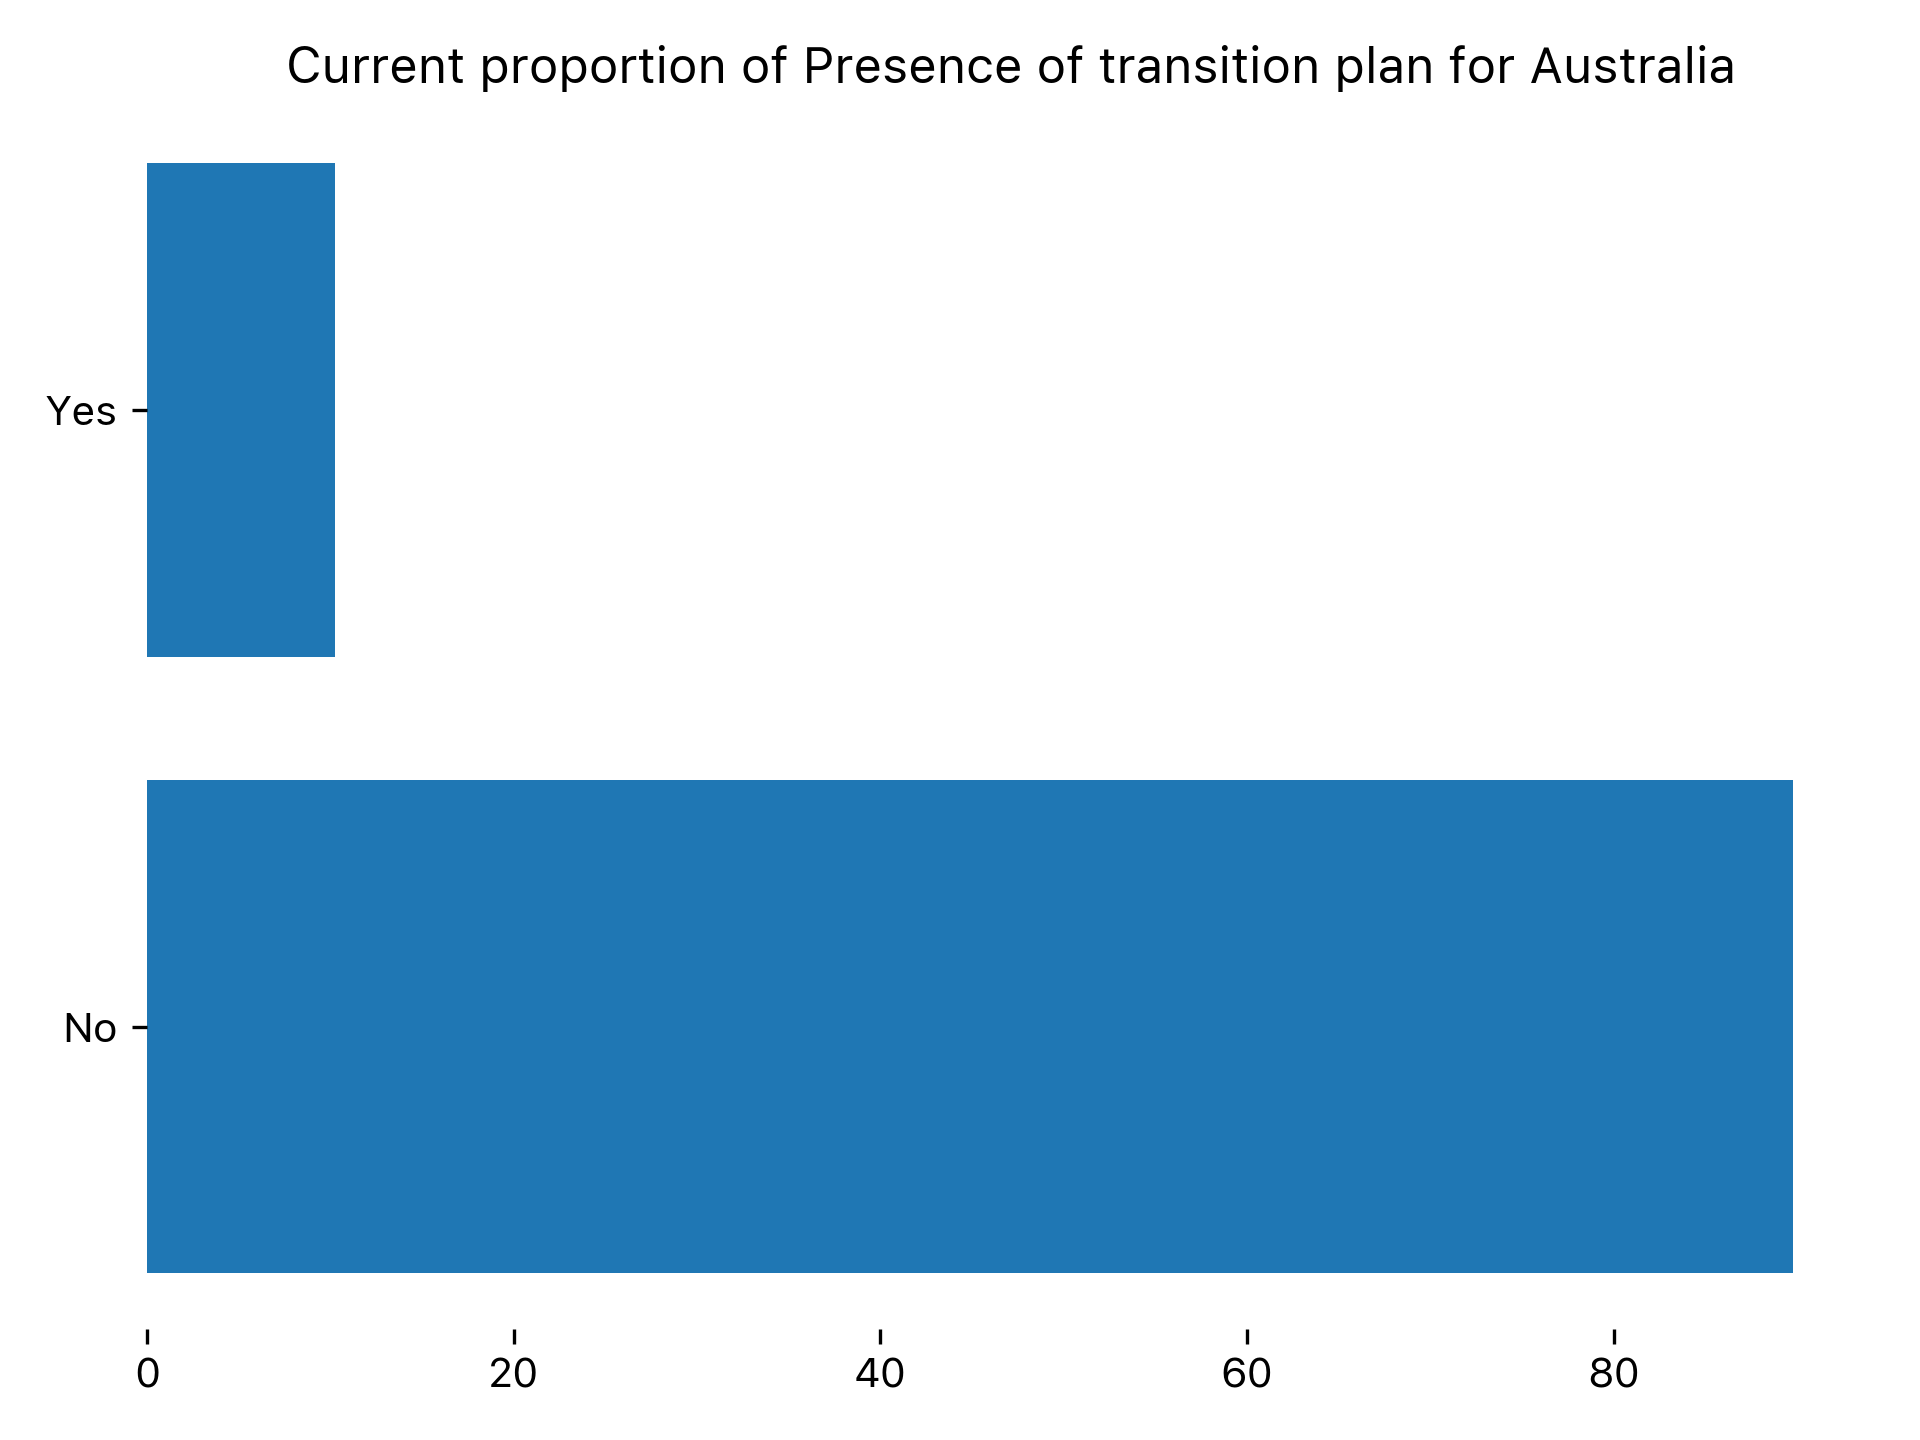 Current proportion of Presence of transition plan for Australia
Yes
No
0 20 40 60 80